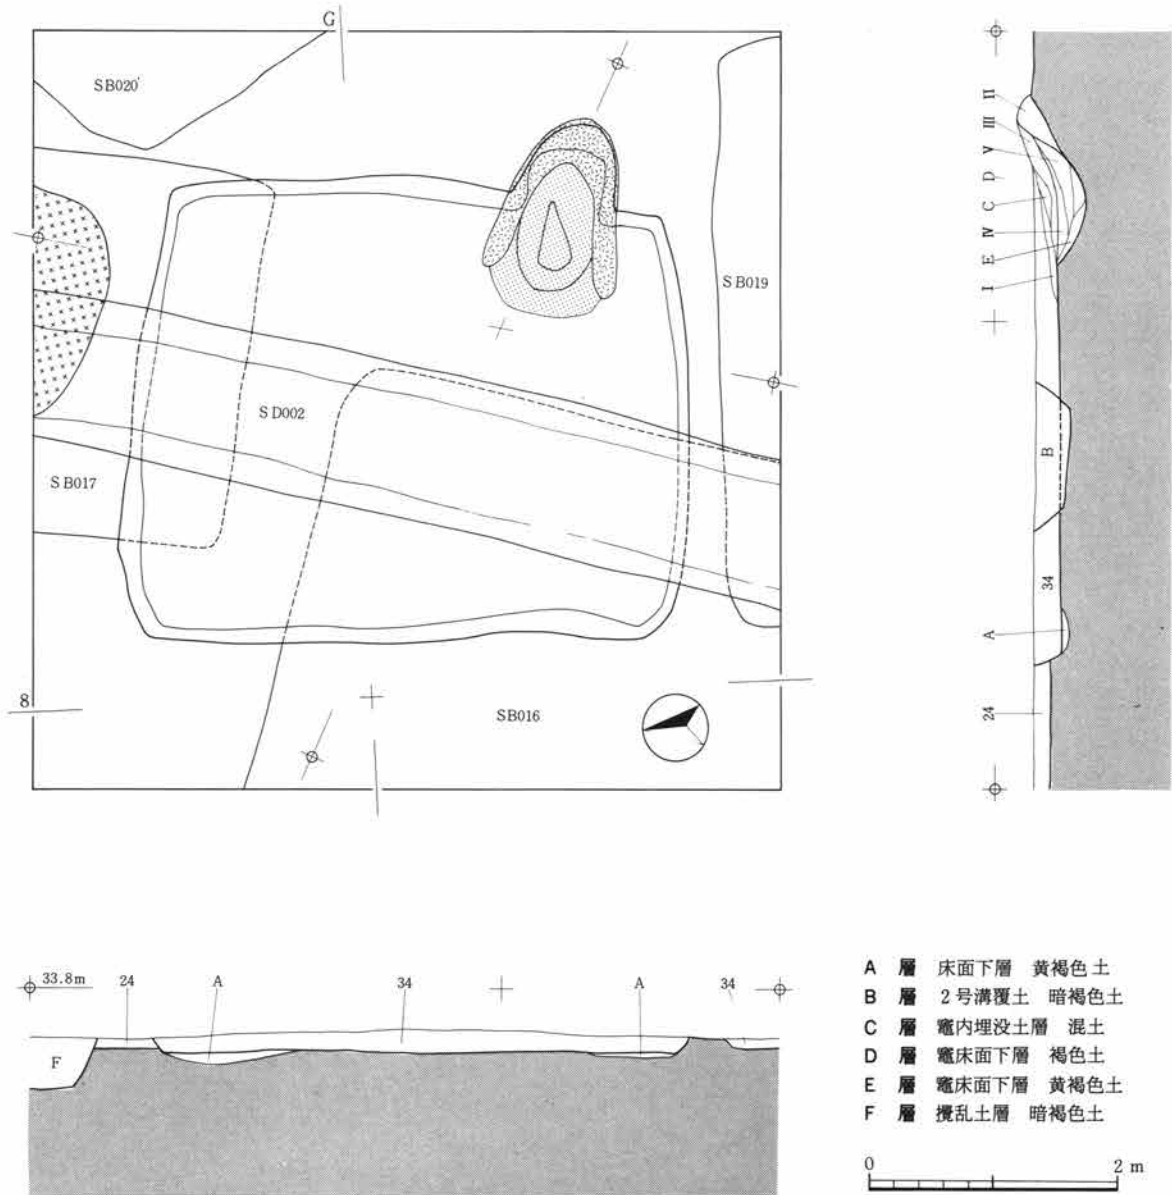 G
SB020'
SB019
SD002
SB017
8
SB016
II
III
V
D
C
IV
E
I
B
34
A
24
33.8m
24
A
34
A
34
F
A 層 床面下層 黄褐色土
B 層 2号溝覆土 暗褐色土
C 層 竈内埋没土層 混土
D 層 竈床面下層 褐色土
E 層 竈床面下層 黄褐色土
F 層 攪乱土層 暗褐色土
0 2m